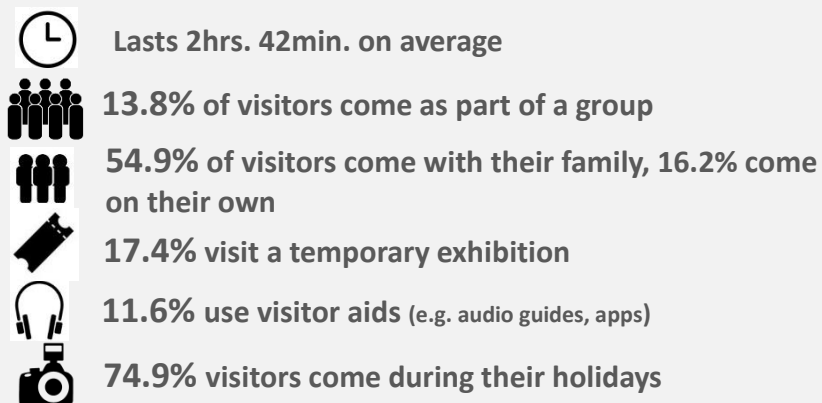 Lasts 2hrs. 42min. on average
13.8% of visitors come as part of a group
54.9% of visitors come with their family, 16.2% come
on their own
17.4% visit a temporary exhibition
11.6% use visitor aids (e.g. audio guides, apps)
74.9% visitors come during their holidays